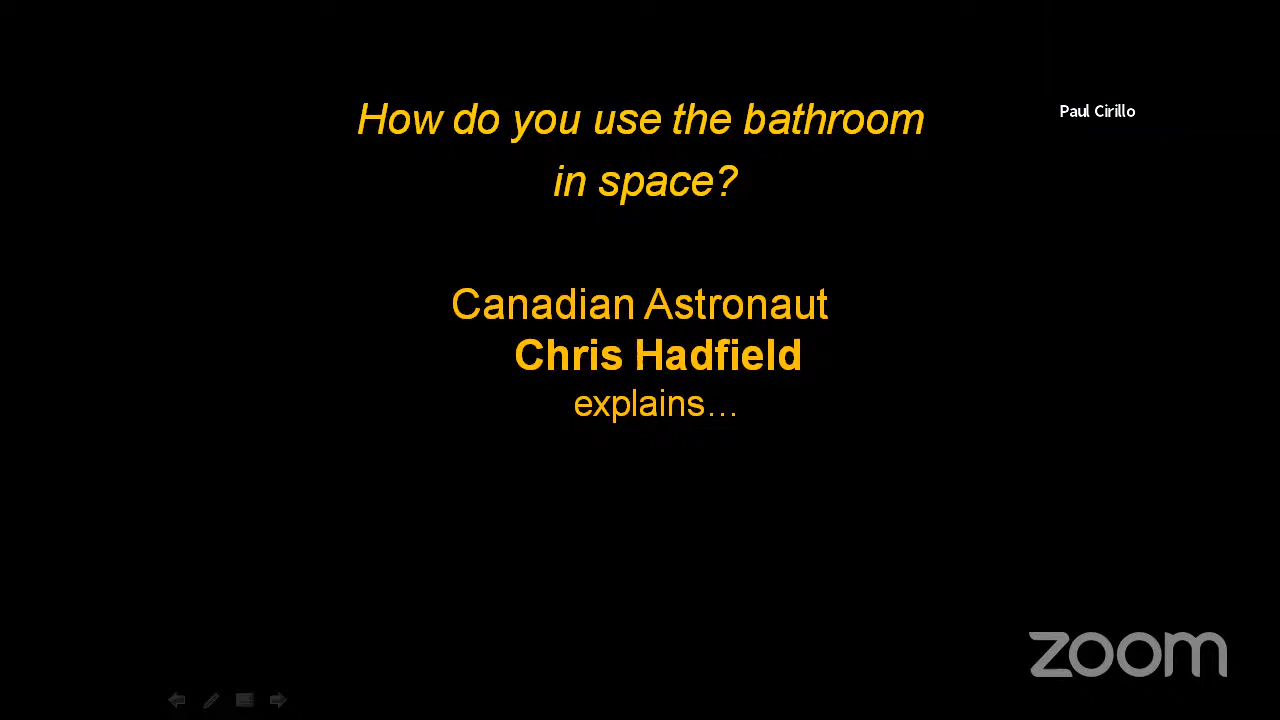 How do you use the bathroom
Paul Cirillo
in space?
Canadian Astronaut
Chris Hadfield
explains…
zoom